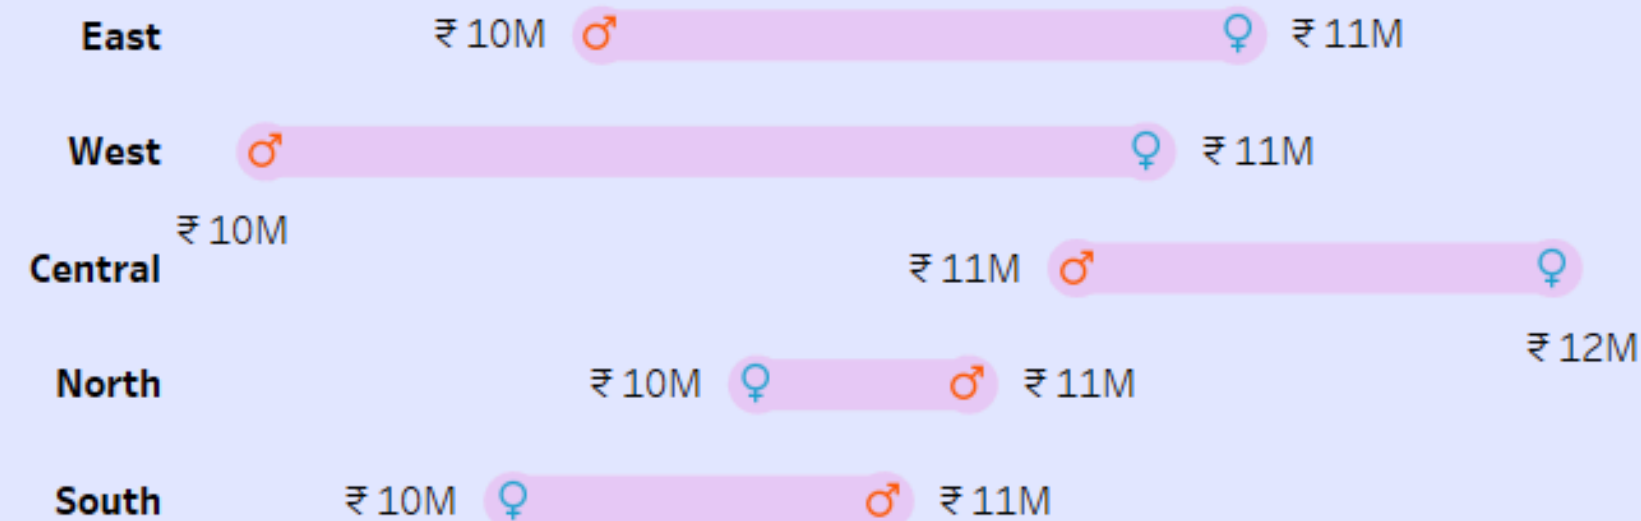 East ₹ 10M ♂ ♀ ₹ 11M
West ♂ ♀ ₹ 11M
₹ 10M
Central ₹ 11M ♂ ♀
₹ 12M
North ₹ 10M ♀ ♂ ₹ 11M
South ₹ 10M ♀ ♂ ₹ 11M